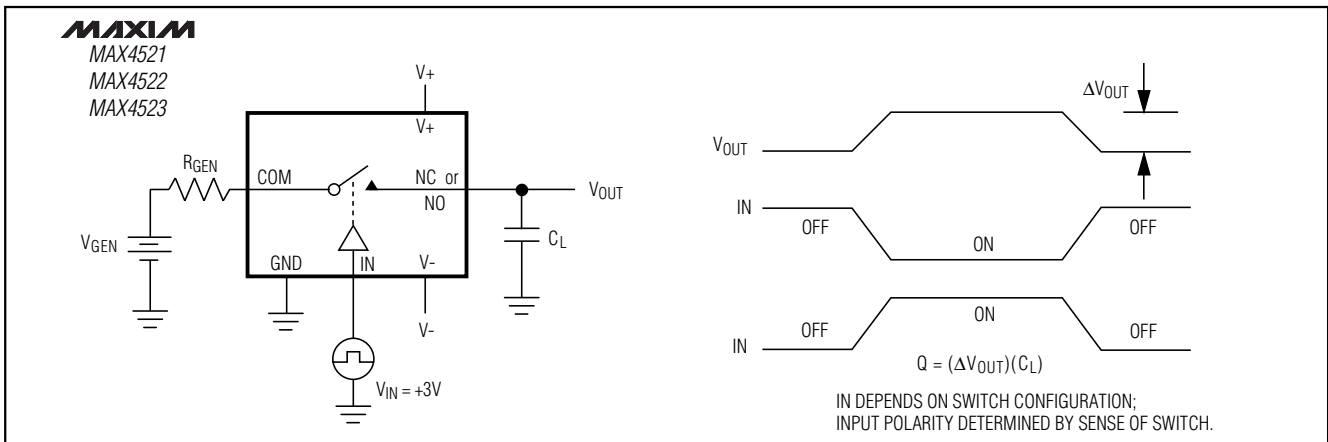 MAXIM
MAX4521
MAX4522
MAX4523
V+
V+
RGEN
COM
NC or
NO
VOUT
VGEN
CL
GND
IN
V-
V-
VIN = +3V
ΔVOUT
VOUT
IN
OFF
ON
OFF
IN
OFF
ON
OFF
Q = (ΔVOUT)(CL)
IN DEPENDS ON SWITCH CONFIGURATION;
INPUT POLARITY DETERMINED BY SENSE OF SWITCH.